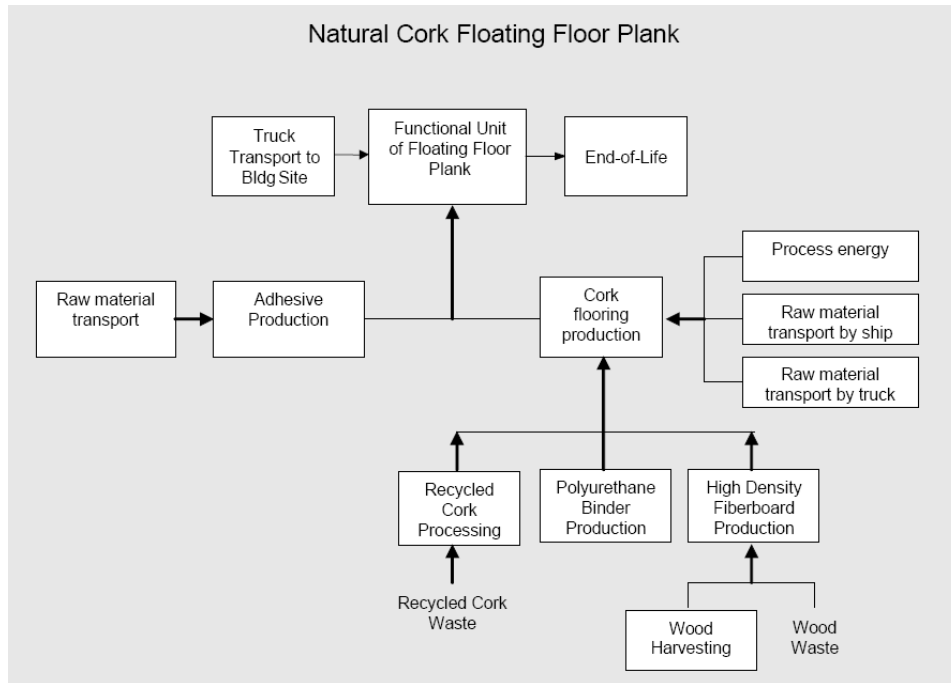 Natural Cork Floating Floor Plank
Truck
Transport to
Bldg Site
Functional Unit
of Floating Floor
Plank
End-of-Life
Process energy
Raw material
transport
Adhesive
Production
Cork
flooring
production
Raw material
transport by ship
Raw material
transport by truck
Recycled
Cork
Processing
Polyurethane
Binder
Production
High Density
Fiberboard
Production
Recycled Cork
Waste
Wood
Harvesting
Wood
Waste